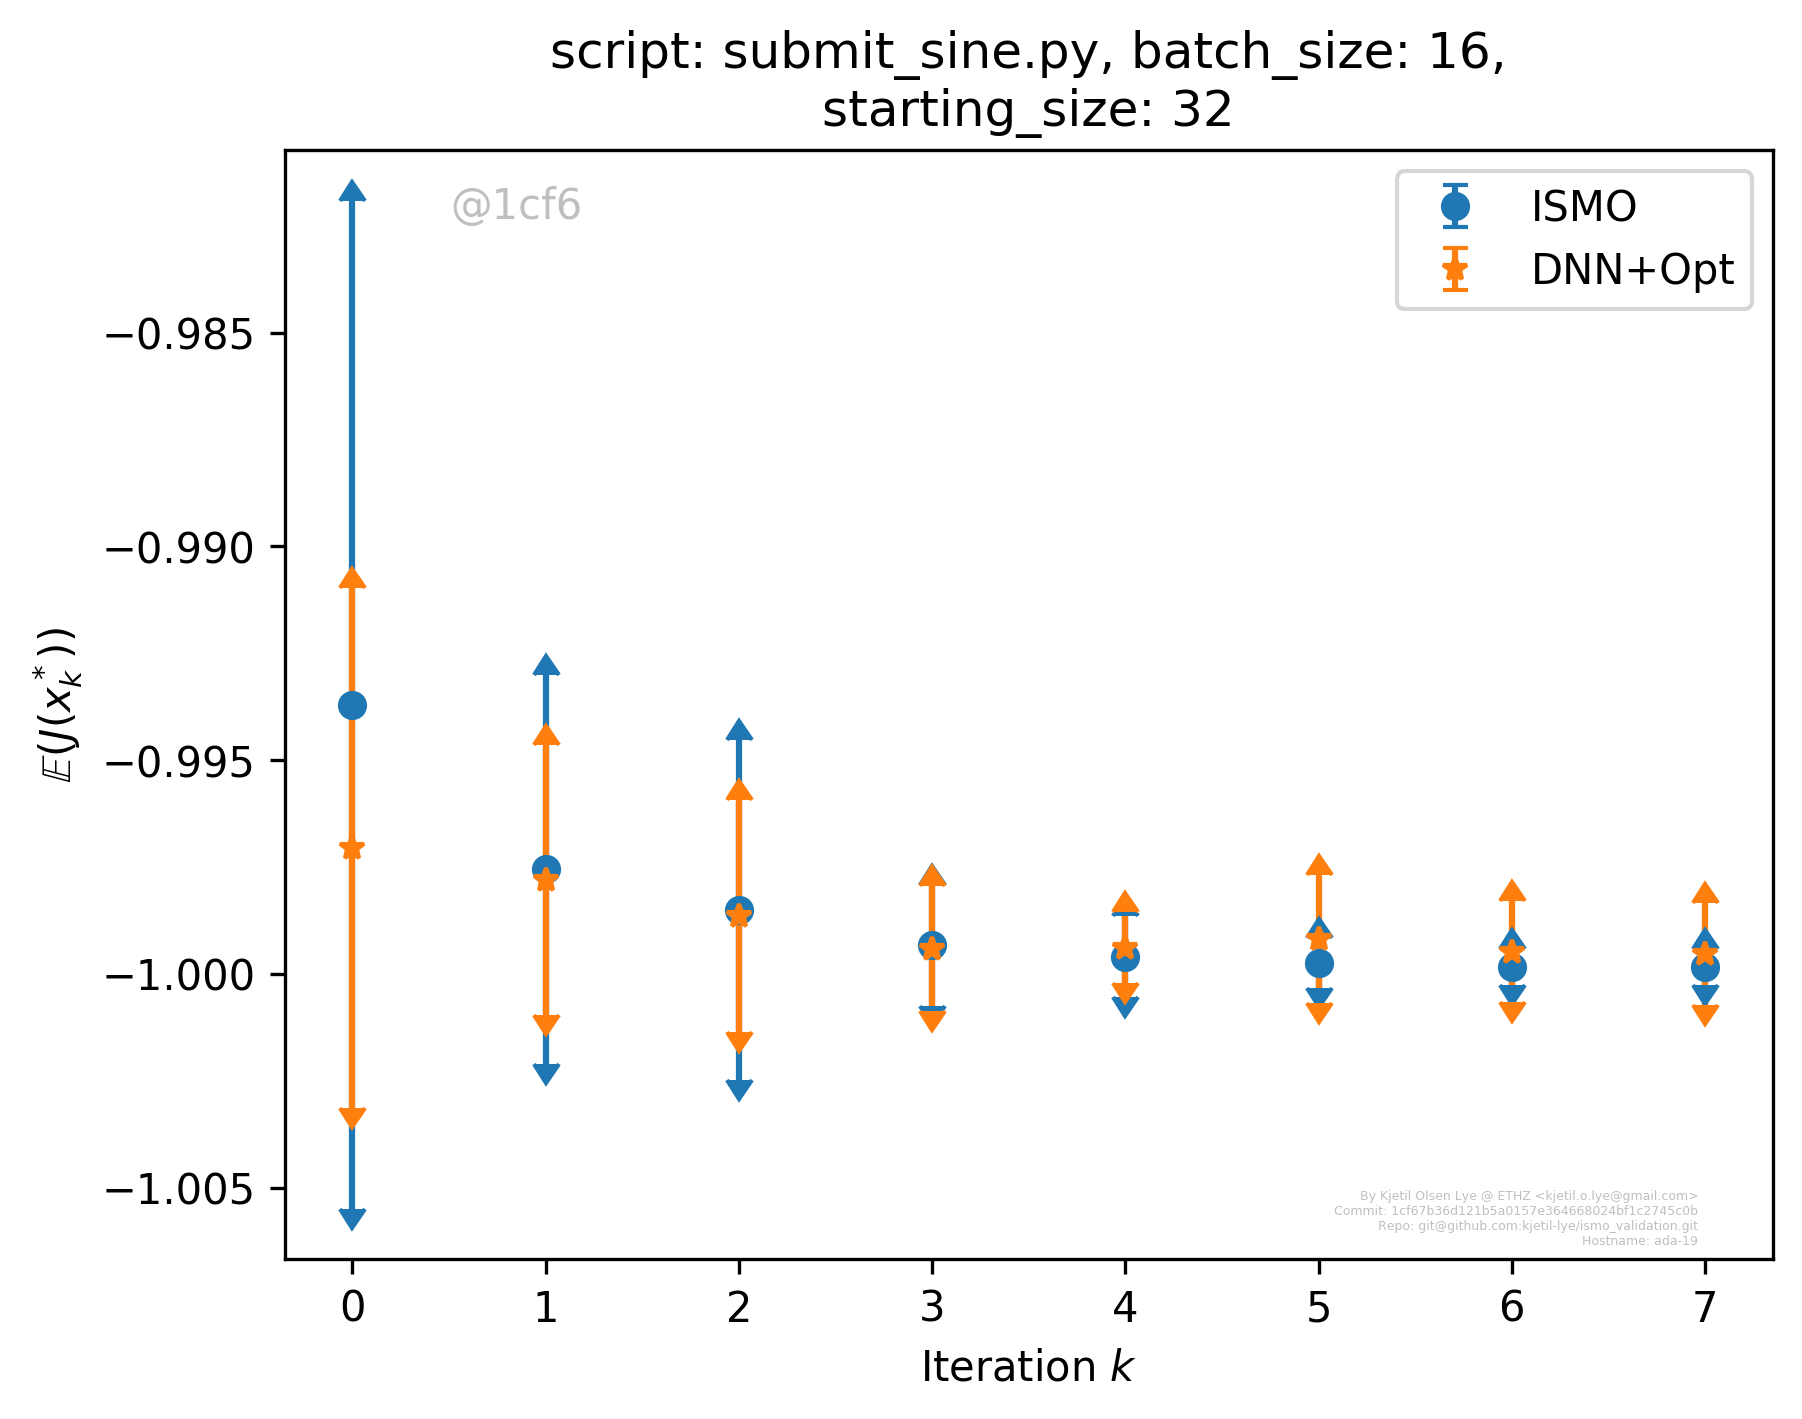 script: submit_sine.py, batch_size: 16,
starting_size: 32
@1cf6
ISMO
DNN+Opt
−0.985
−0.990
−0.995
−1.000
−1.005
𝔼(J(x*k))
0 1 2 3 4 5 6 7
Iteration k
By Kjetil Olsen Lye @ ETHZ <kjetil.o.lye@gmail.com>
Commit: 1cf67b36d121b5a0157e364668024bf1c2745c0b
Repo: git@github.com:kjetil-lye/ismo_validation.git
Hostname: ada-19